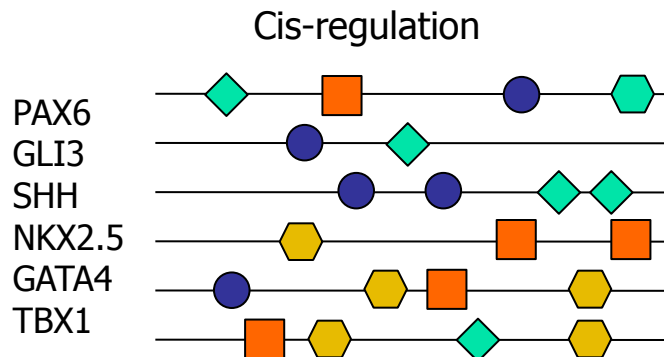 Cis-regulation
PAX6
GLI3
SHH
NKX2.5
GATA4
TBX1